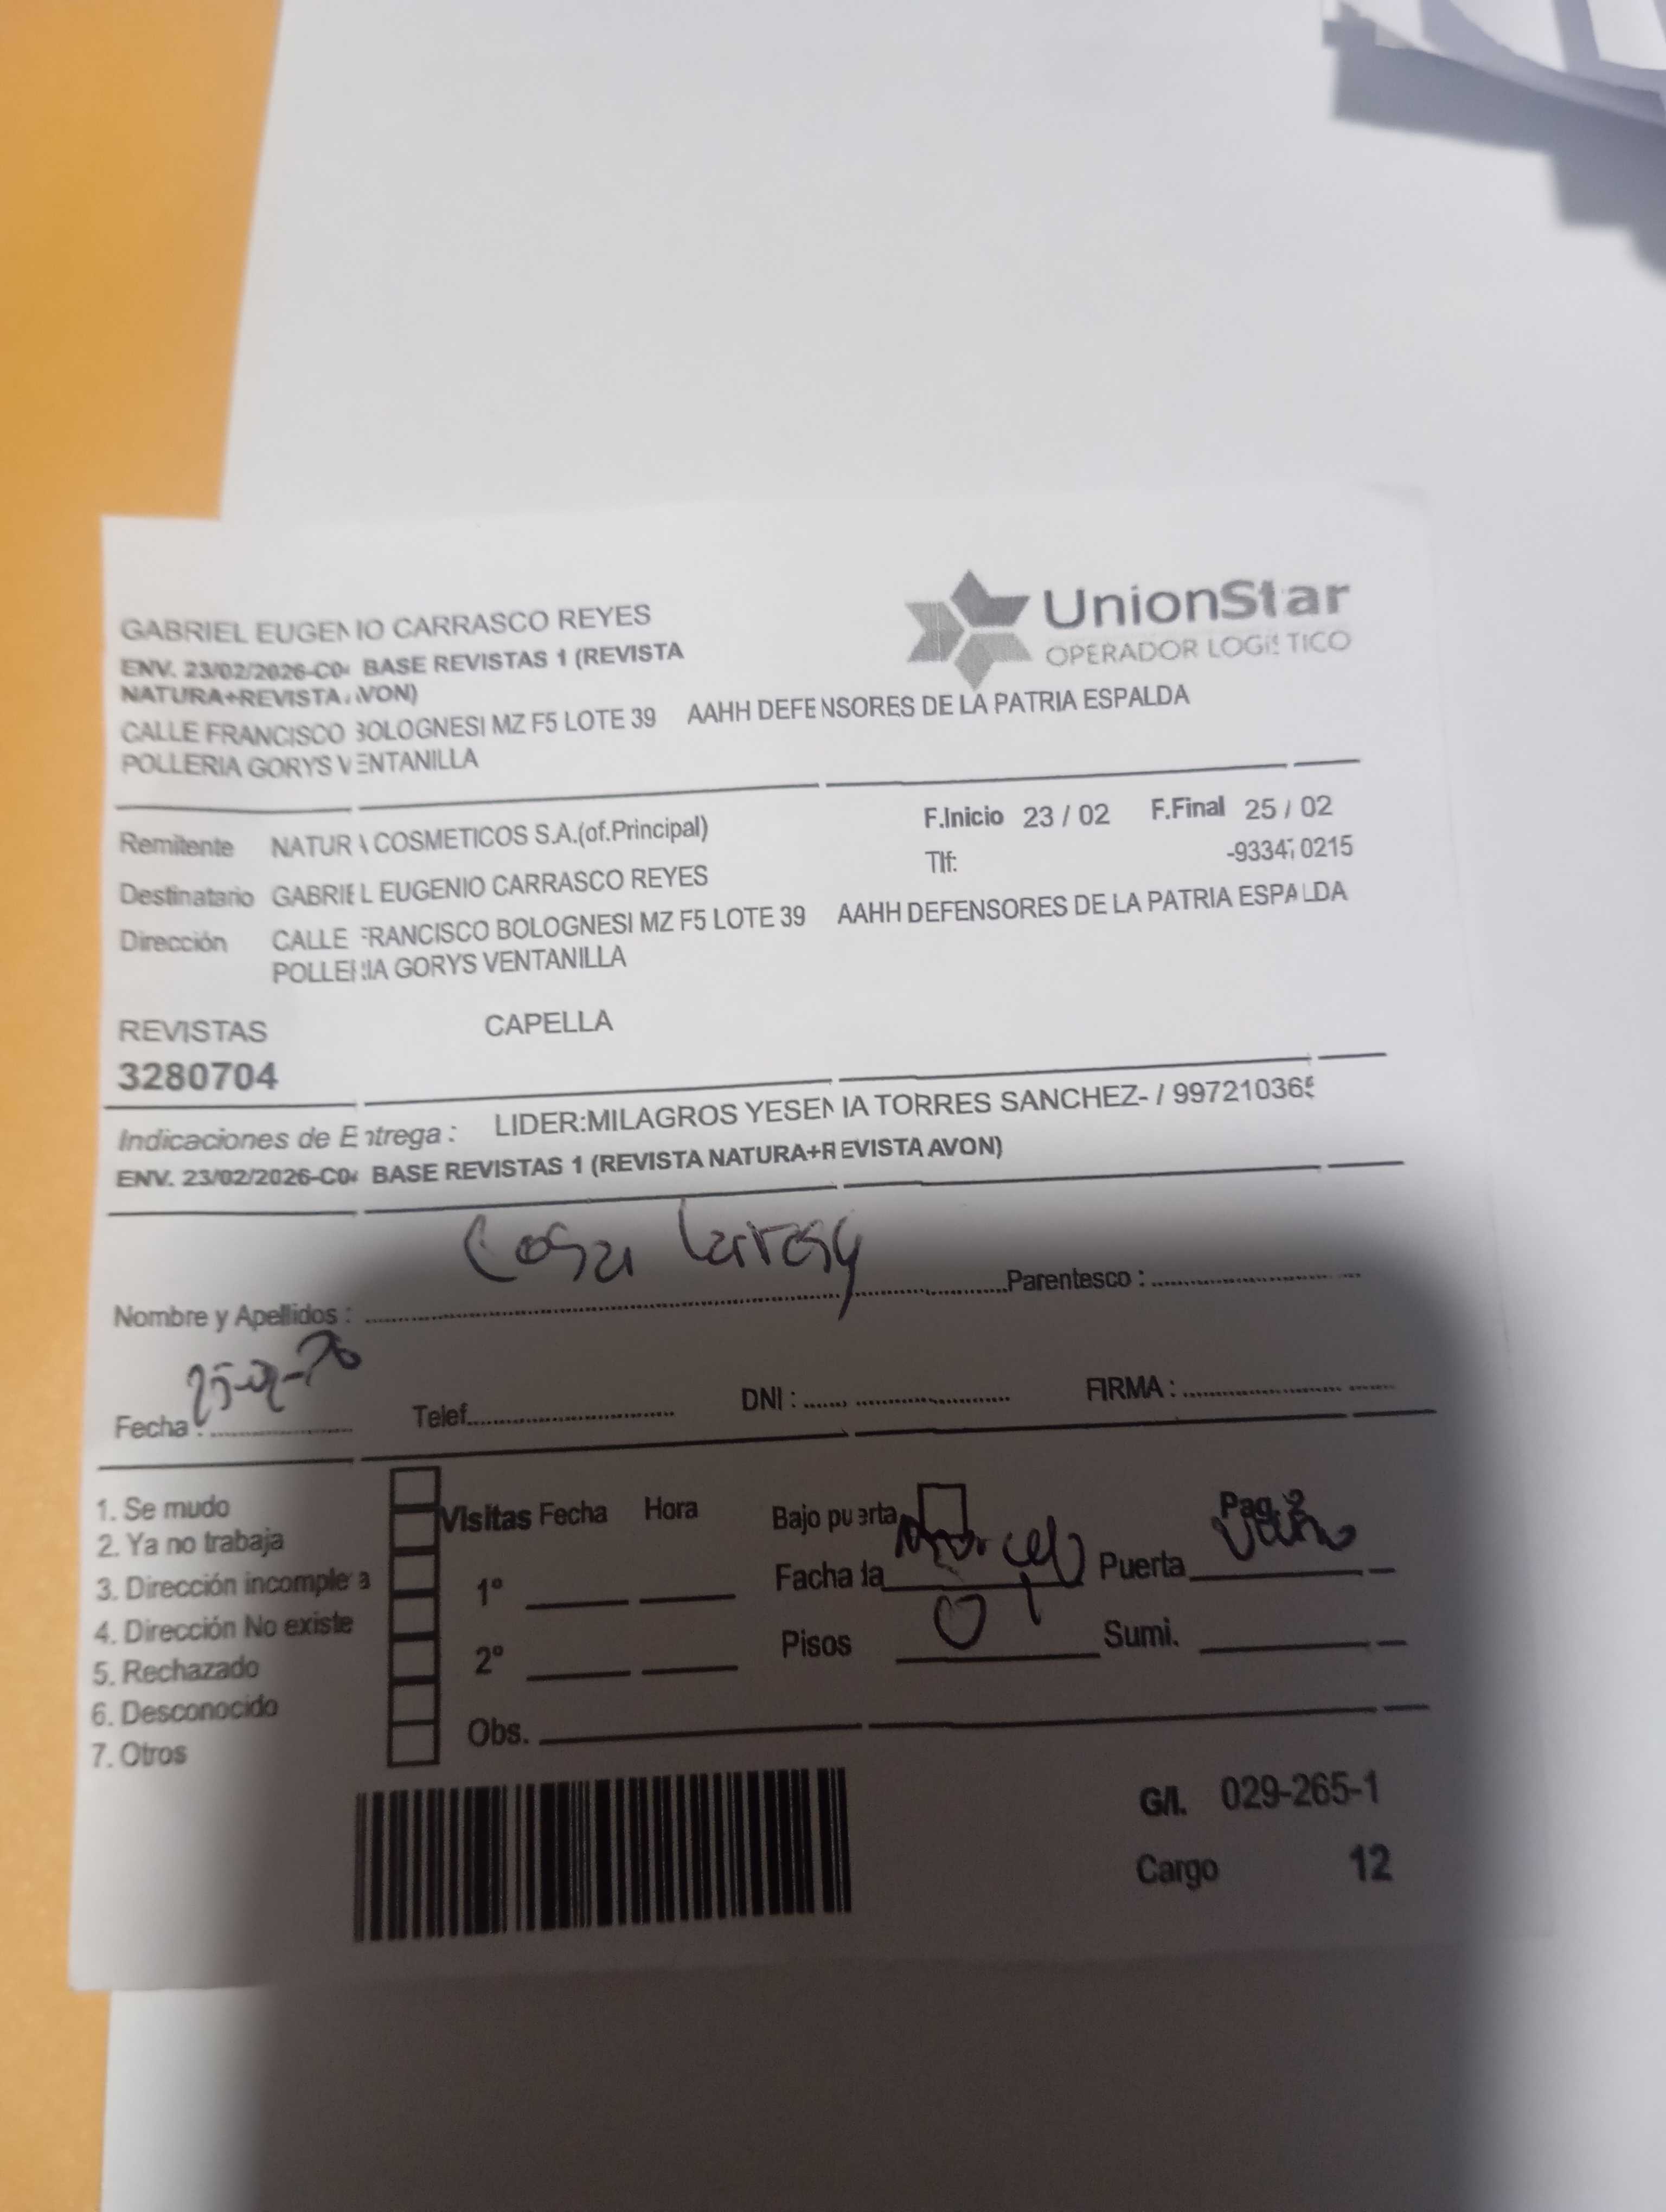 GABRIEL EUGENIO CARRASCO REYES
UnionStar
OPERADOR LOGISTICO
ENV. 23/02/2026-C04 BASE REVISTAS 1 (REVISTA
NATURA+REVISTA AVON)
CALLE FRANCISCO BOLOGNESI MZ F5 LOTE 39 AAHH DEFENSORES DE LA PATRIA ESPALDA
POLLERIA GORYS VENTANILLA
Remitente NATURA COSMETICOS S.A.(of.Principal) F.Inicio 23 / 02 F.Final 25 / 02
Destinatario GABRIEL EUGENIO CARRASCO REYES Tlf:
Dirección CALLE FRANCISCO BOLOGNESI MZ F5 LOTE 39 AAHH DEFENSORES DE LA PATRIA ESPALDA
POLLERIA GORYS VENTANILLA
REVISTAS CAPELLA
3280704
Indicaciones de Entrega : LIDER:MILAGROS YESENIA TORRES SANCHEZ- /
ENV. 23/02/2026-C04 BASE REVISTAS 1 (REVISTA NATURA+REVISTA AVON)
Nombre y Apellidos : Parentesco :
Fecha : Telef. DNI : FIRMA :
1. Se mudo
2. Ya no trabaja
3. Dirección incompleta
4. Dirección No existe
5. Rechazado
6. Desconocido
7. Otros
Visitas Fecha Hora
1°
2°
Obs.
Bajo puerta Pag. 2
Fachada Puerta
Pisos Sumi.
G/I. 029-265-1
Cargo 12